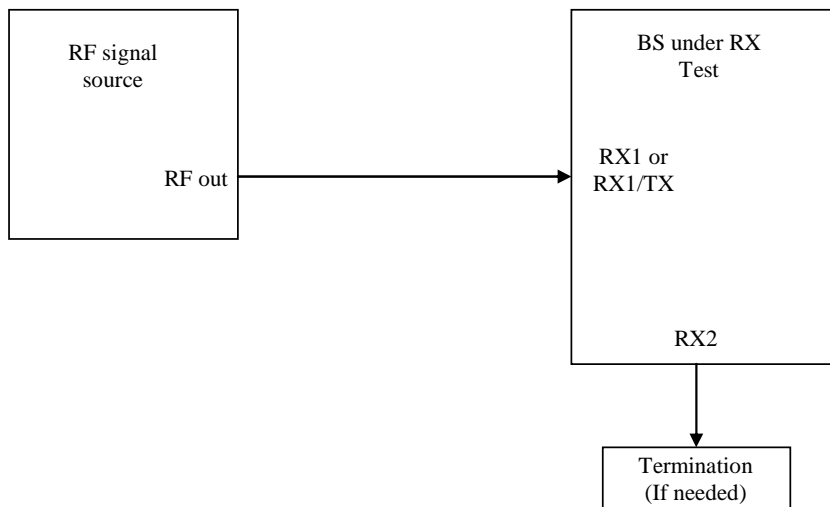 RF signal
source
RF out
BS under RX
Test
RX1 or
RX1/TX
RX2
Termination
(If needed)